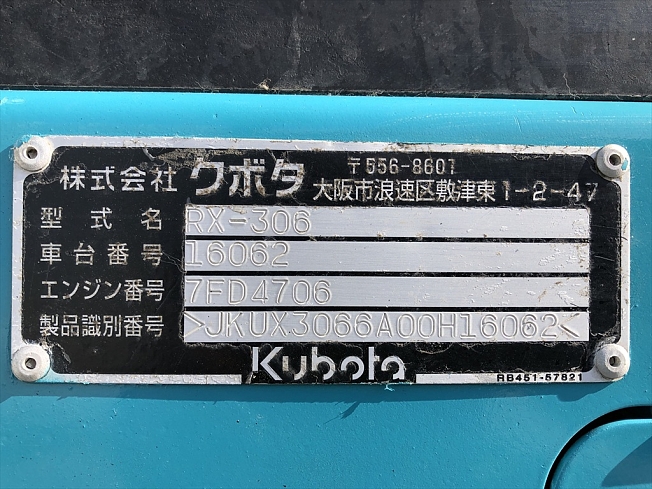 株式会社 クボタ 〒556-8601
大阪市浪速区敷津東1-2-47
型式名 RX-306
車台番号 16062
エンジン番号 7FD4706
製品識別番号 >JKUX3066A00H16062<
Kubota
RB451-57821